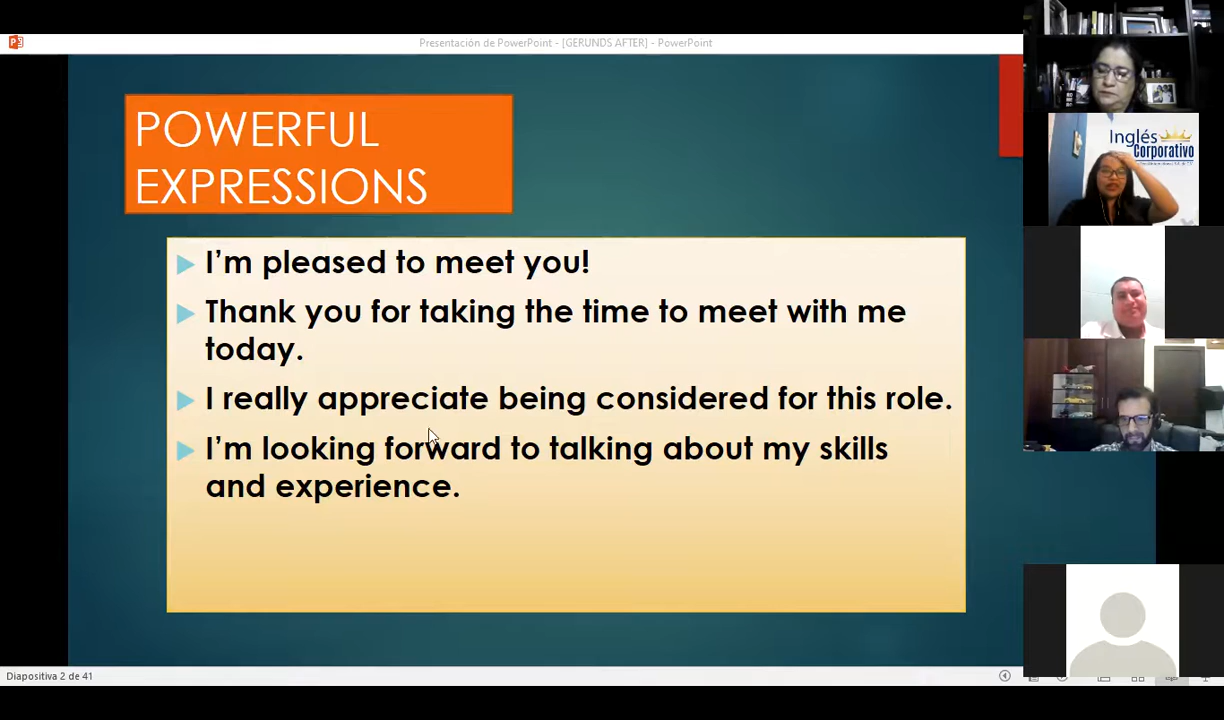 Presentación de PowerPoint - [GERUNDS AFTER] - PowerPoint
POWERFUL
EXPRESSIONS
I'm pleased to meet you!
Thank you for taking the time to meet with me
today.
I really appreciate being considered for this role.
I'm looking forward to talking about my skills
and experience.
Inglés
Corporativo
Diapositiva 2 de 41